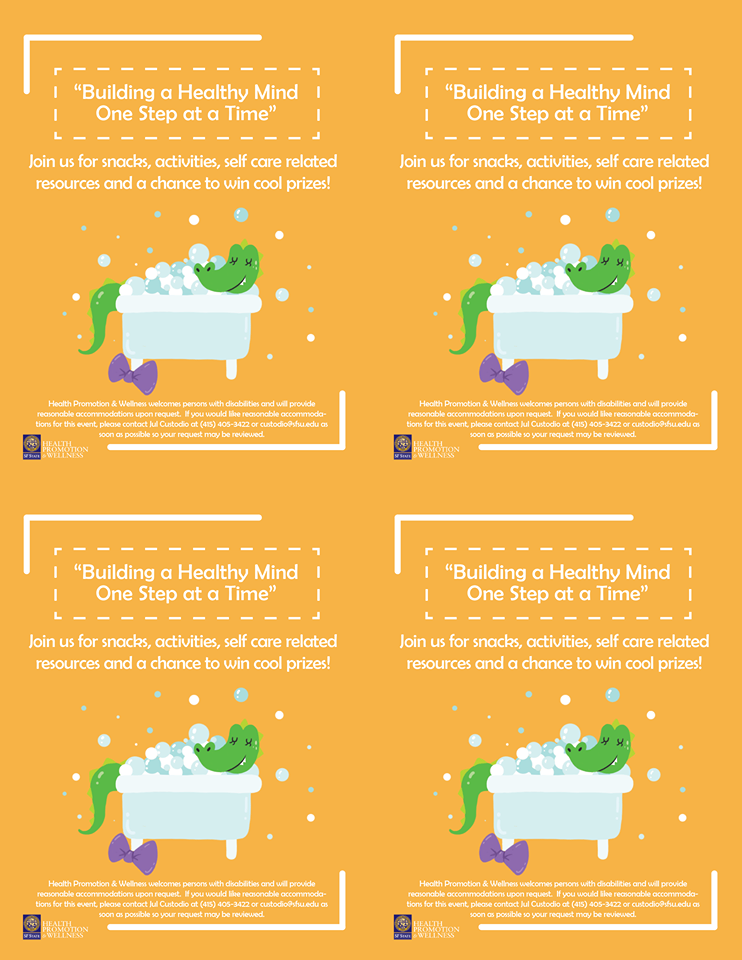 “Building a Healthy Mind
One Step at a Time”
Join us for snacks, activities, self care related
resources and a chance to win cool prizes!
Health Promotion & Wellness welcomes persons with disabilities and will provide
reasonable accommodations upon request. If you would like reasonable accommoda-
tions for this event, please contact Jul Custodio at (415) 405-3422 or custodio@sfsu.edu as
soon as possible so your request may be reviewed.
SF STATE
HEALTH
PROMOTION
& WELLNESS
“Building a Healthy Mind
One Step at a Time”
Join us for snacks, activities, self care related
resources and a chance to win cool prizes!
Health Promotion & Wellness welcomes persons with disabilities and will provide
reasonable accommodations upon request. If you would like reasonable accommoda-
tions for this event, please contact Jul Custodio at (415) 405-3422 or custodio@sfsu.edu as
soon as possible so your request may be reviewed.
SF STATE
HEALTH
PROMOTION
& WELLNESS
“Building a Healthy Mind
One Step at a Time”
Join us for snacks, activities, self care related
resources and a chance to win cool prizes!
Health Promotion & Wellness welcomes persons with disabilities and will provide
reasonable accommodations upon request. If you would like reasonable accommoda-
tions for this event, please contact Jul Custodio at (415) 405-3422 or custodio@sfsu.edu as
soon as possible so your request may be reviewed.
SF STATE
HEALTH
PROMOTION
& WELLNESS
“Building a Healthy Mind
One Step at a Time”
Join us for snacks, activities, self care related
resources and a chance to win cool prizes!
Health Promotion & Wellness welcomes persons with disabilities and will provide
reasonable accommodations upon request. If you would like reasonable accommoda-
tions for this event, please contact Jul Custodio at (415) 405-3422 or custodio@sfsu.edu as
soon as possible so your request may be reviewed.
SF STATE
HEALTH
PROMOTION
& WELLNESS